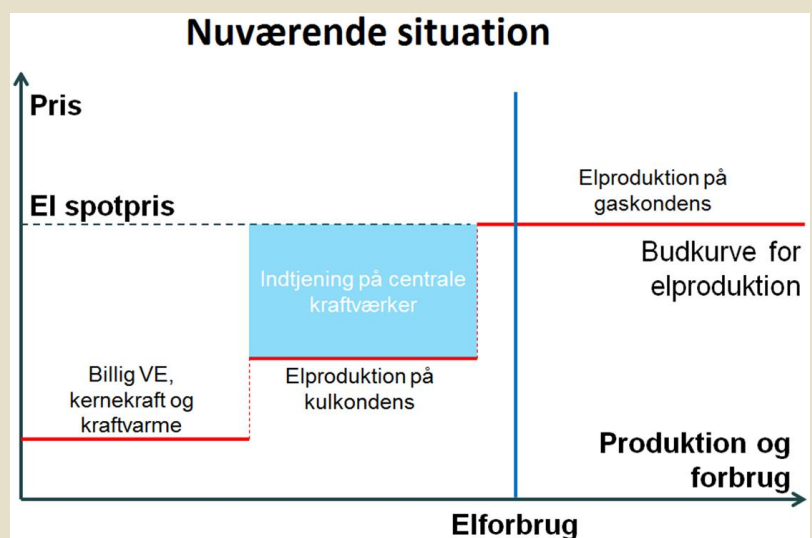 Nuværende situation
Pris
El spotpris
Elproduktion på
gaskondens
Budkurve for
elproduktion
Indtjening på centrale
kraftværker
Billig VE,
kernekraft og
kraftvarme
Elproduktion på
kulkondens
Produktion og
forbrug
Elforbrug